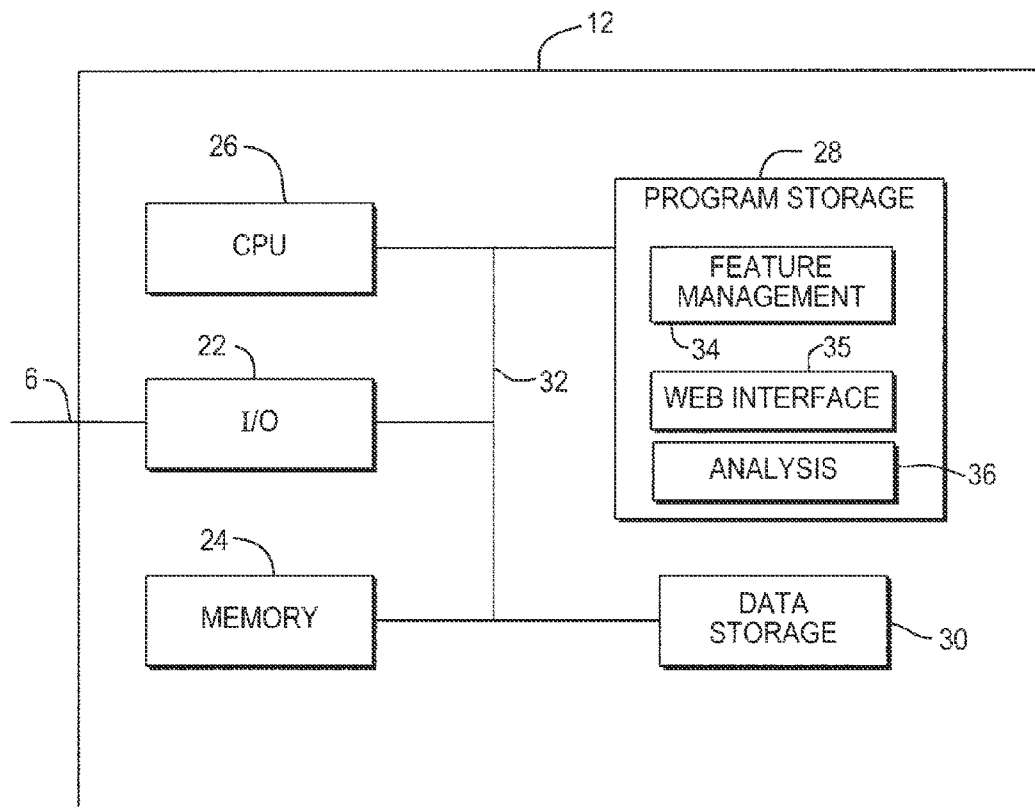 12
26
CPU
28
PROGRAM STORAGE
FEATURE
MANAGEMENT
34
35
WEB INTERFACE
ANALYSIS
36
6
22
I/O
32
24
MEMORY
DATA
STORAGE
30